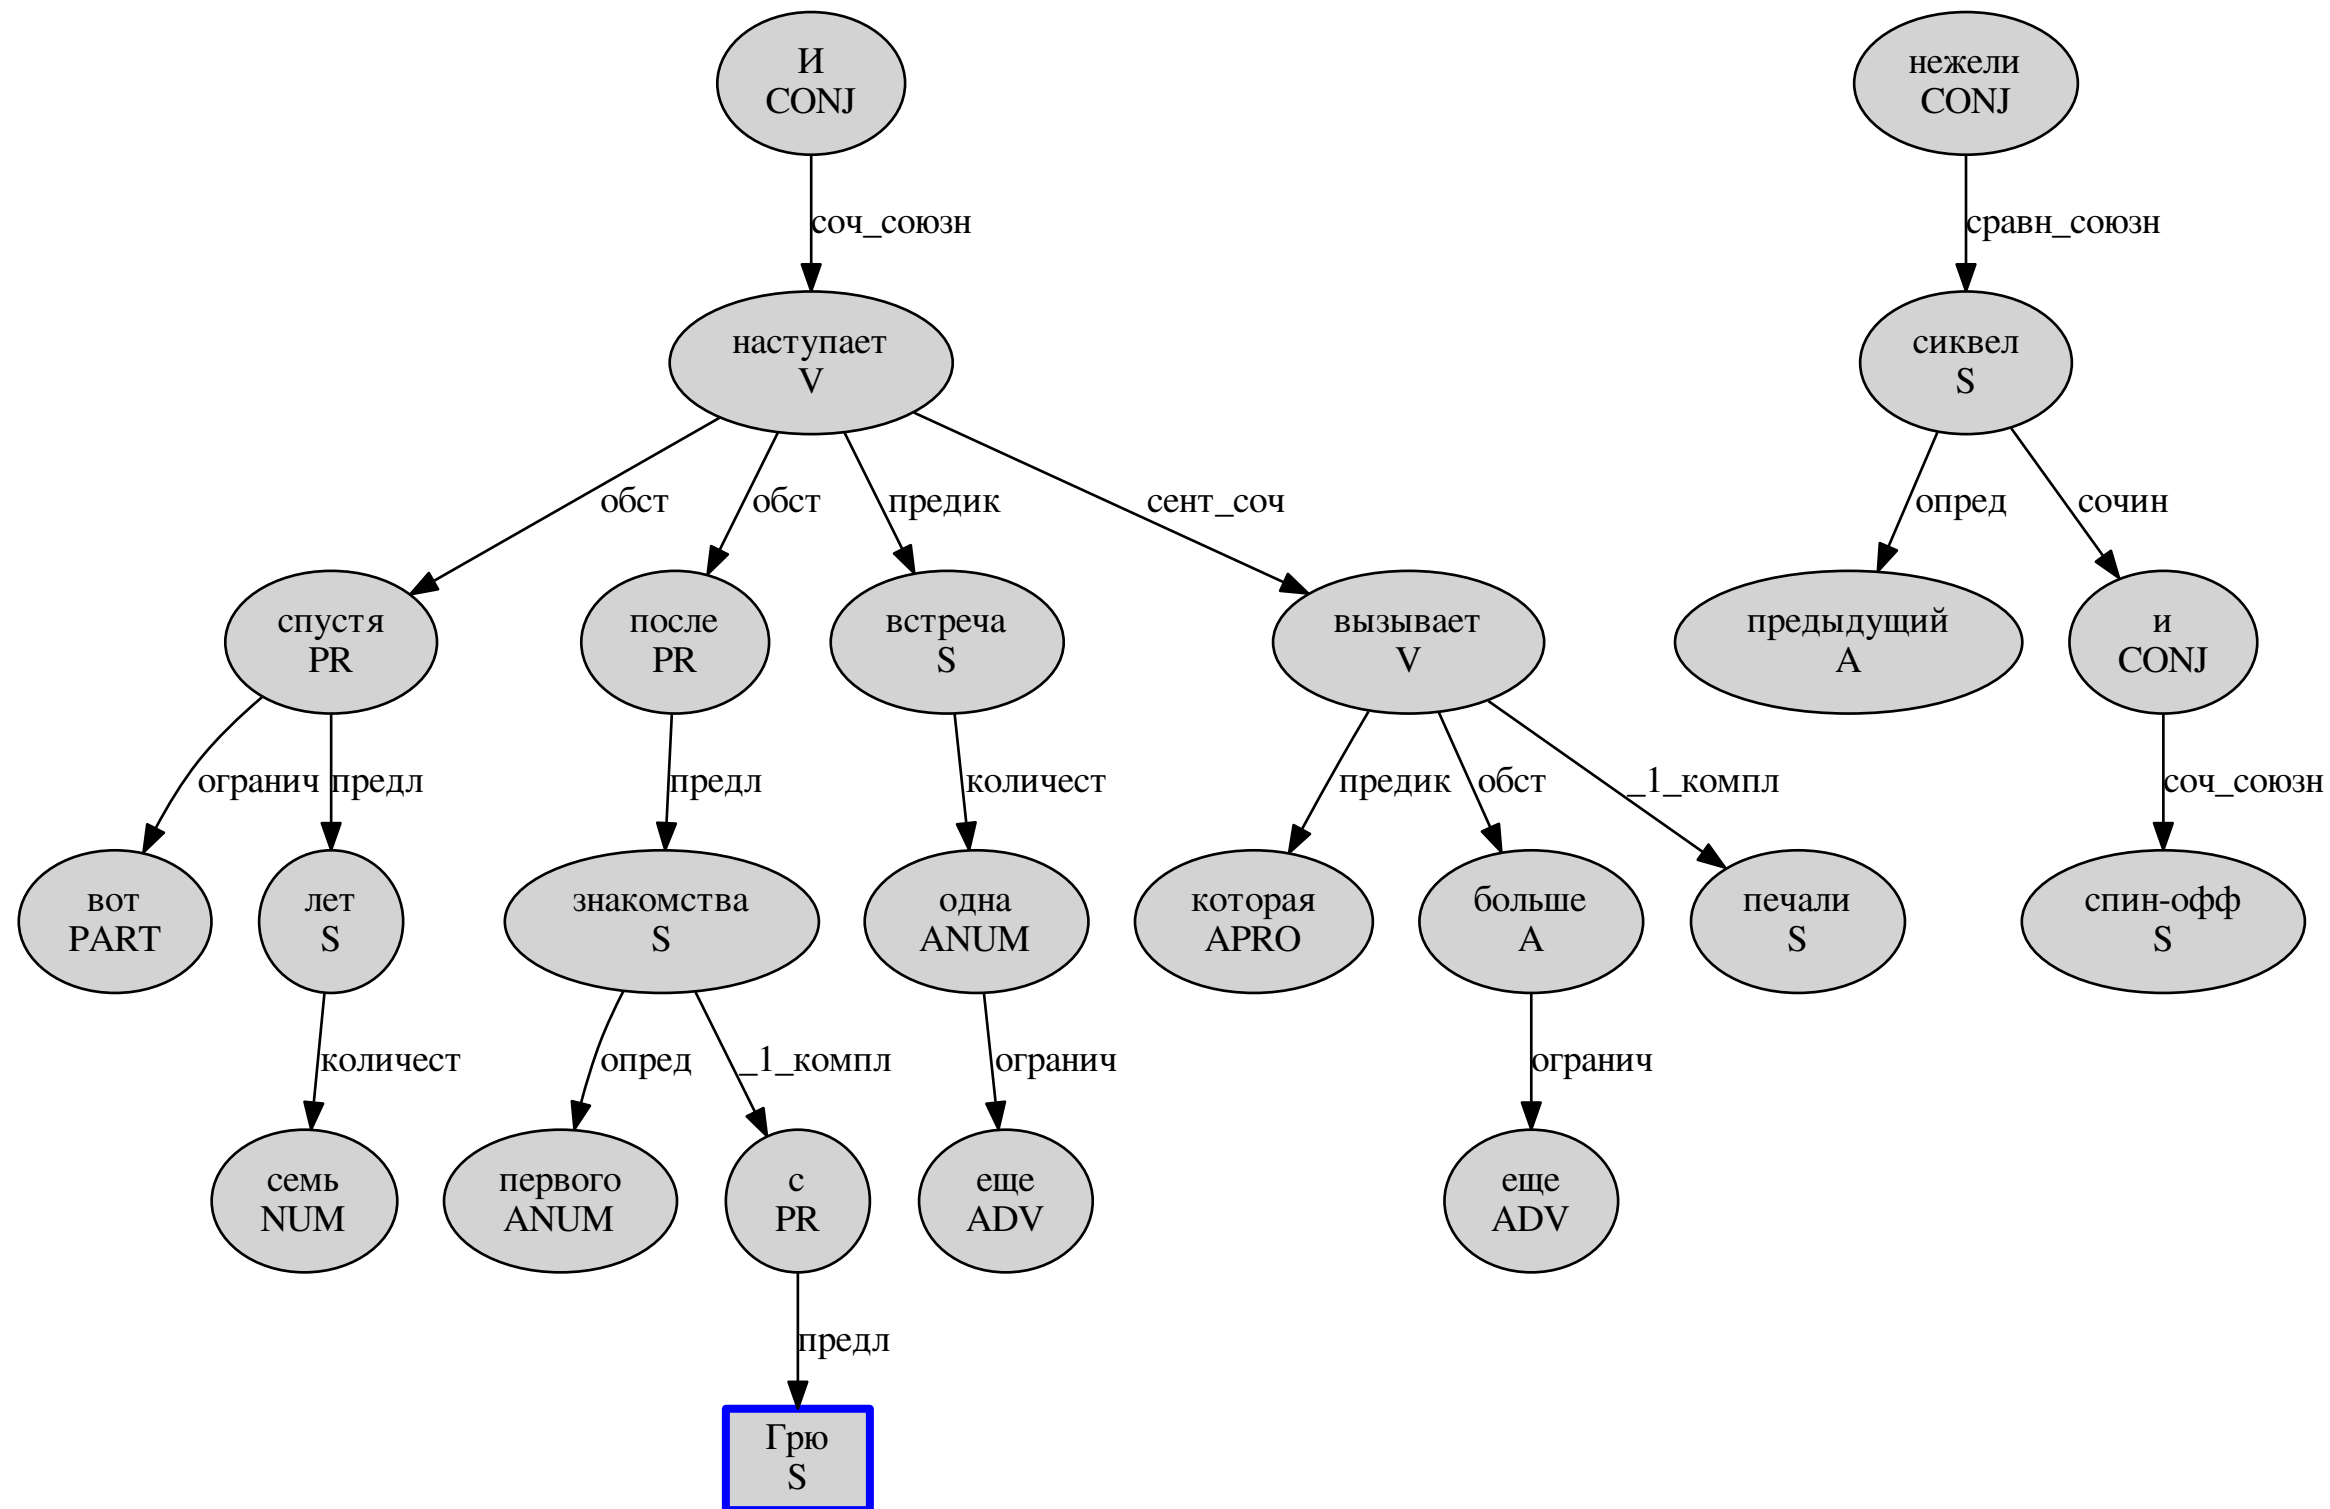 И
CONJ
нежели
CONJ
соч_союзн
сравн_союзн
наступает
V
сиквел
S
обст
обст
предик
сент_соч
опред
сочин
спустя
PR
после
PR
встреча
S
вызывает
V
предыдущий
A
и
CONJ
огранич
предл
предл
количест
предик
обст
_1_компл
соч_союзн
вот
PART
лет
S
знакомства
S
одна
ANUM
которая
APRO
больше
A
печали
S
спин-офф
S
количест
опред
_1_компл
огранич
огранич
семь
NUM
первого
ANUM
с
PR
еще
ADV
еще
ADV
предл
Грю
S